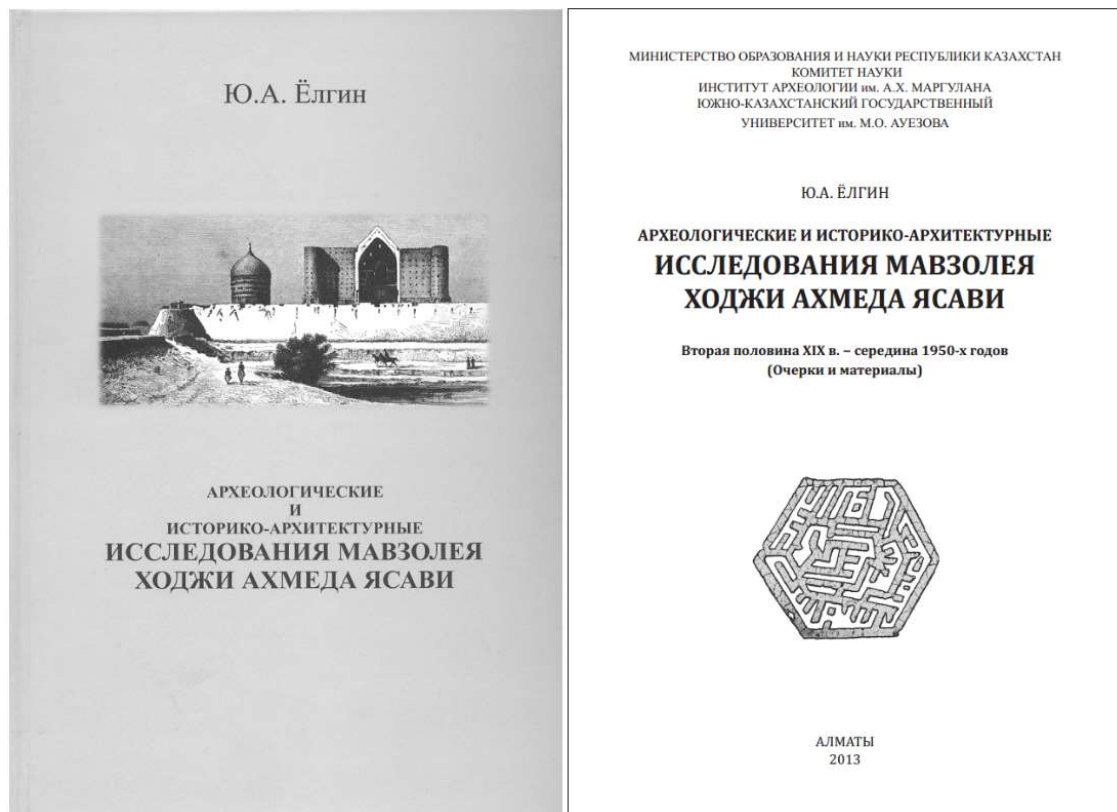 Ю.А. Ёлгин
АРХЕОЛОГИЧЕСКИЕ
И
ИСТОРИКО-АРХИТЕКТУРНЫЕ
ИССЛЕДОВАНИЯ МАВЗОЛЕЯ
ХОДЖИ АХМЕДА ЯСАВИ
МИНИСТЕРСТВО ОБРАЗОВАНИЯ И НАУКИ РЕСПУБЛИКИ КАЗАХСТАН
КОМИТЕТ НАУКИ
ИНСТИТУТ АРХЕОЛОГИИ им. А.Х. МАРГУЛАНА
ЮЖНО-КАЗАХСТАНСКИЙ ГОСУДАРСТВЕННЫЙ
УНИВЕРСИТЕТ им. М.О. АУЕЗОВА
Ю.А. ЁЛГИН
АРХЕОЛОГИЧЕСКИЕ И ИСТОРИКО-АРХИТЕКТУРНЫЕ
ИССЛЕДОВАНИЯ МАВЗОЛЕЯ
ХОДЖИ АХМЕДА ЯСАВИ
Вторая половина XIX в. – середина 1950-х годов
(Очерки и материалы)
АЛМАТЫ
2013